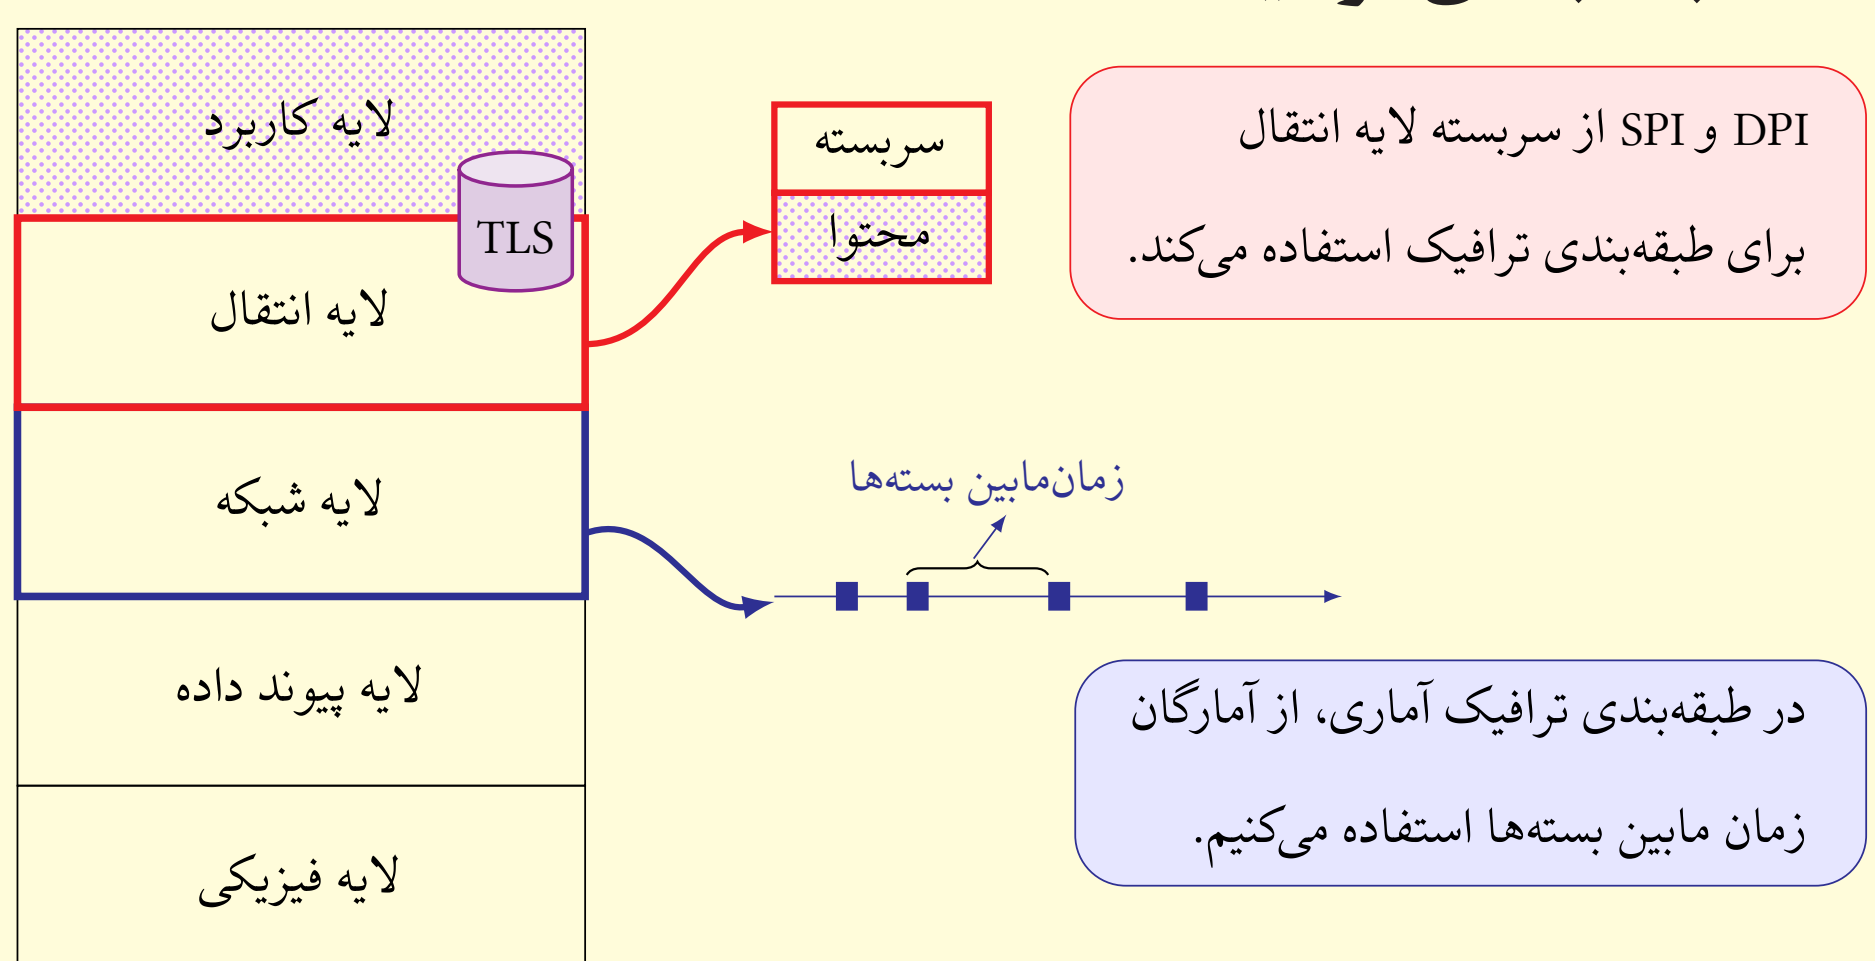 لایه کاربرد
TLS
لایه انتقال
لایه شبکه
لایه پیوند داده
لایه فیزیکی
سربسته
محتوا
DPI و SPI از سربسته لایه انتقال
برای طبقه‌بندی ترافیک استفاده می‌کند.
زمان‌مابین بسته‌ها
در طبقه‌بندی ترافیک آماری، از آمارگان
زمان مابین بسته‌ها استفاده می‌کنیم.